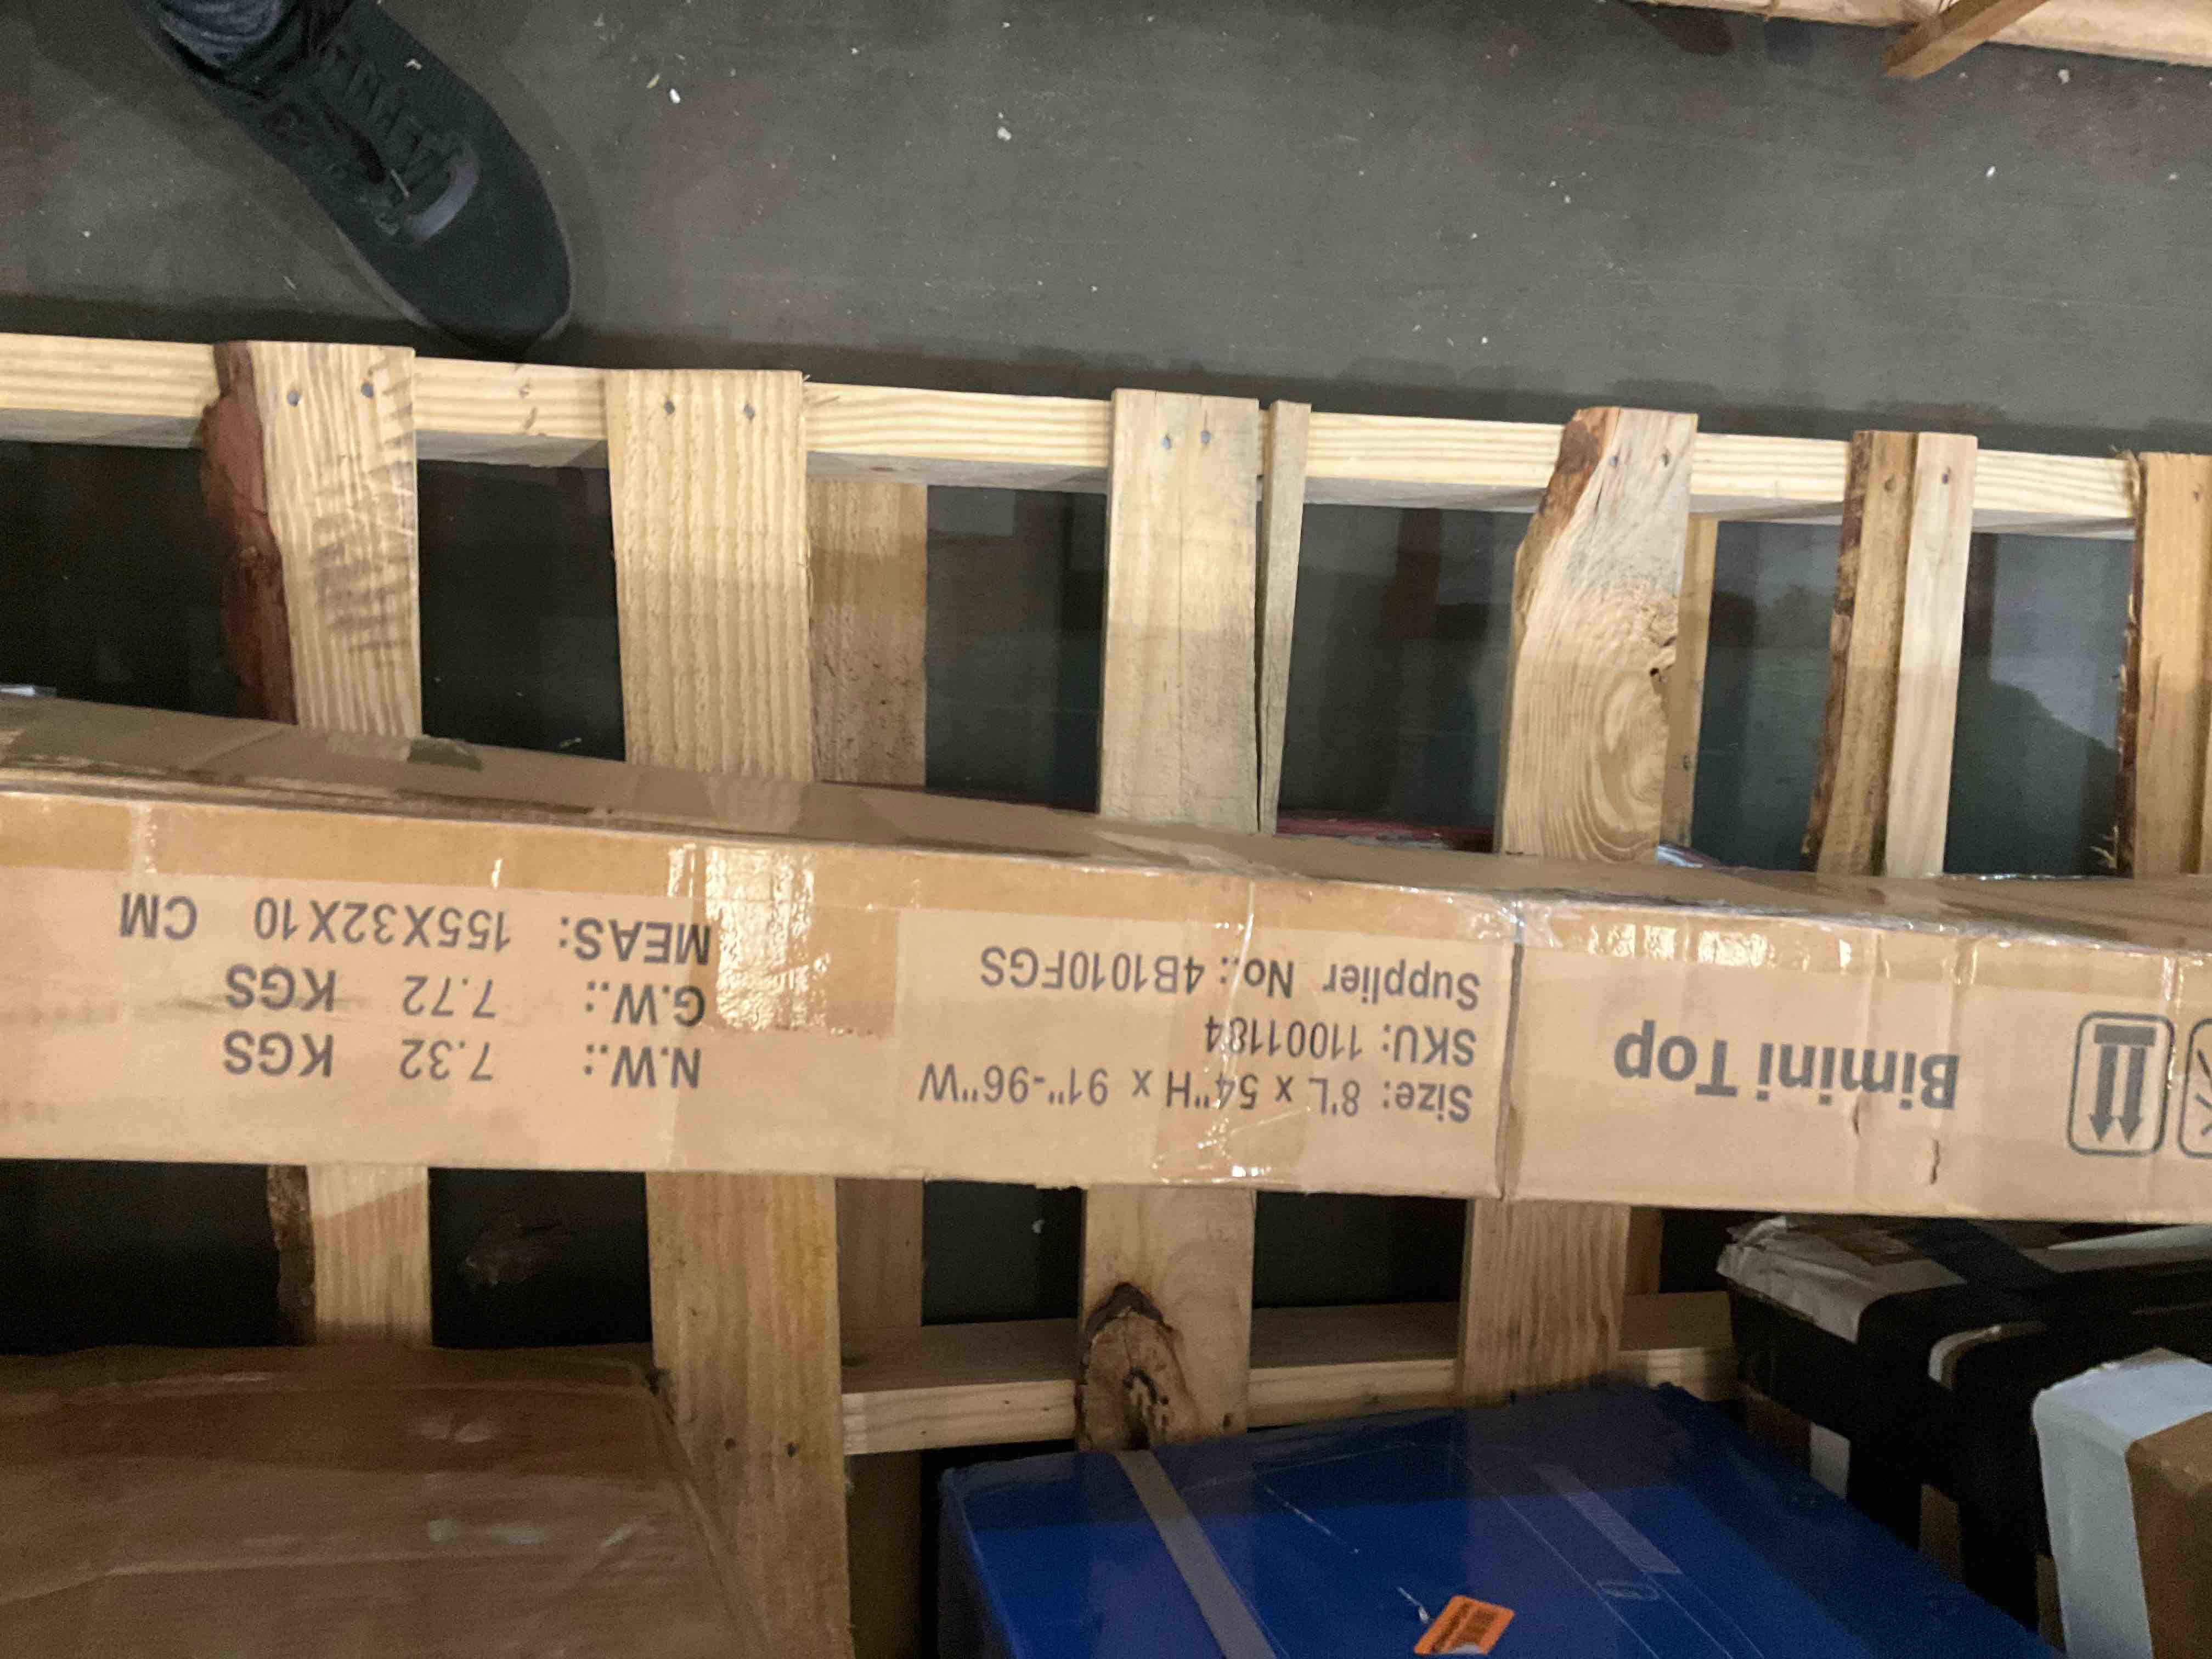 Bimini Top
Size: 8'L x 54"H x 91"-96"W
SKU: 11001184
Supplier No.: 4B1010FGS
N.W.: 7.32 KGS
G.W.: 7.72 KGS
MEAS: 155X32X10 CM